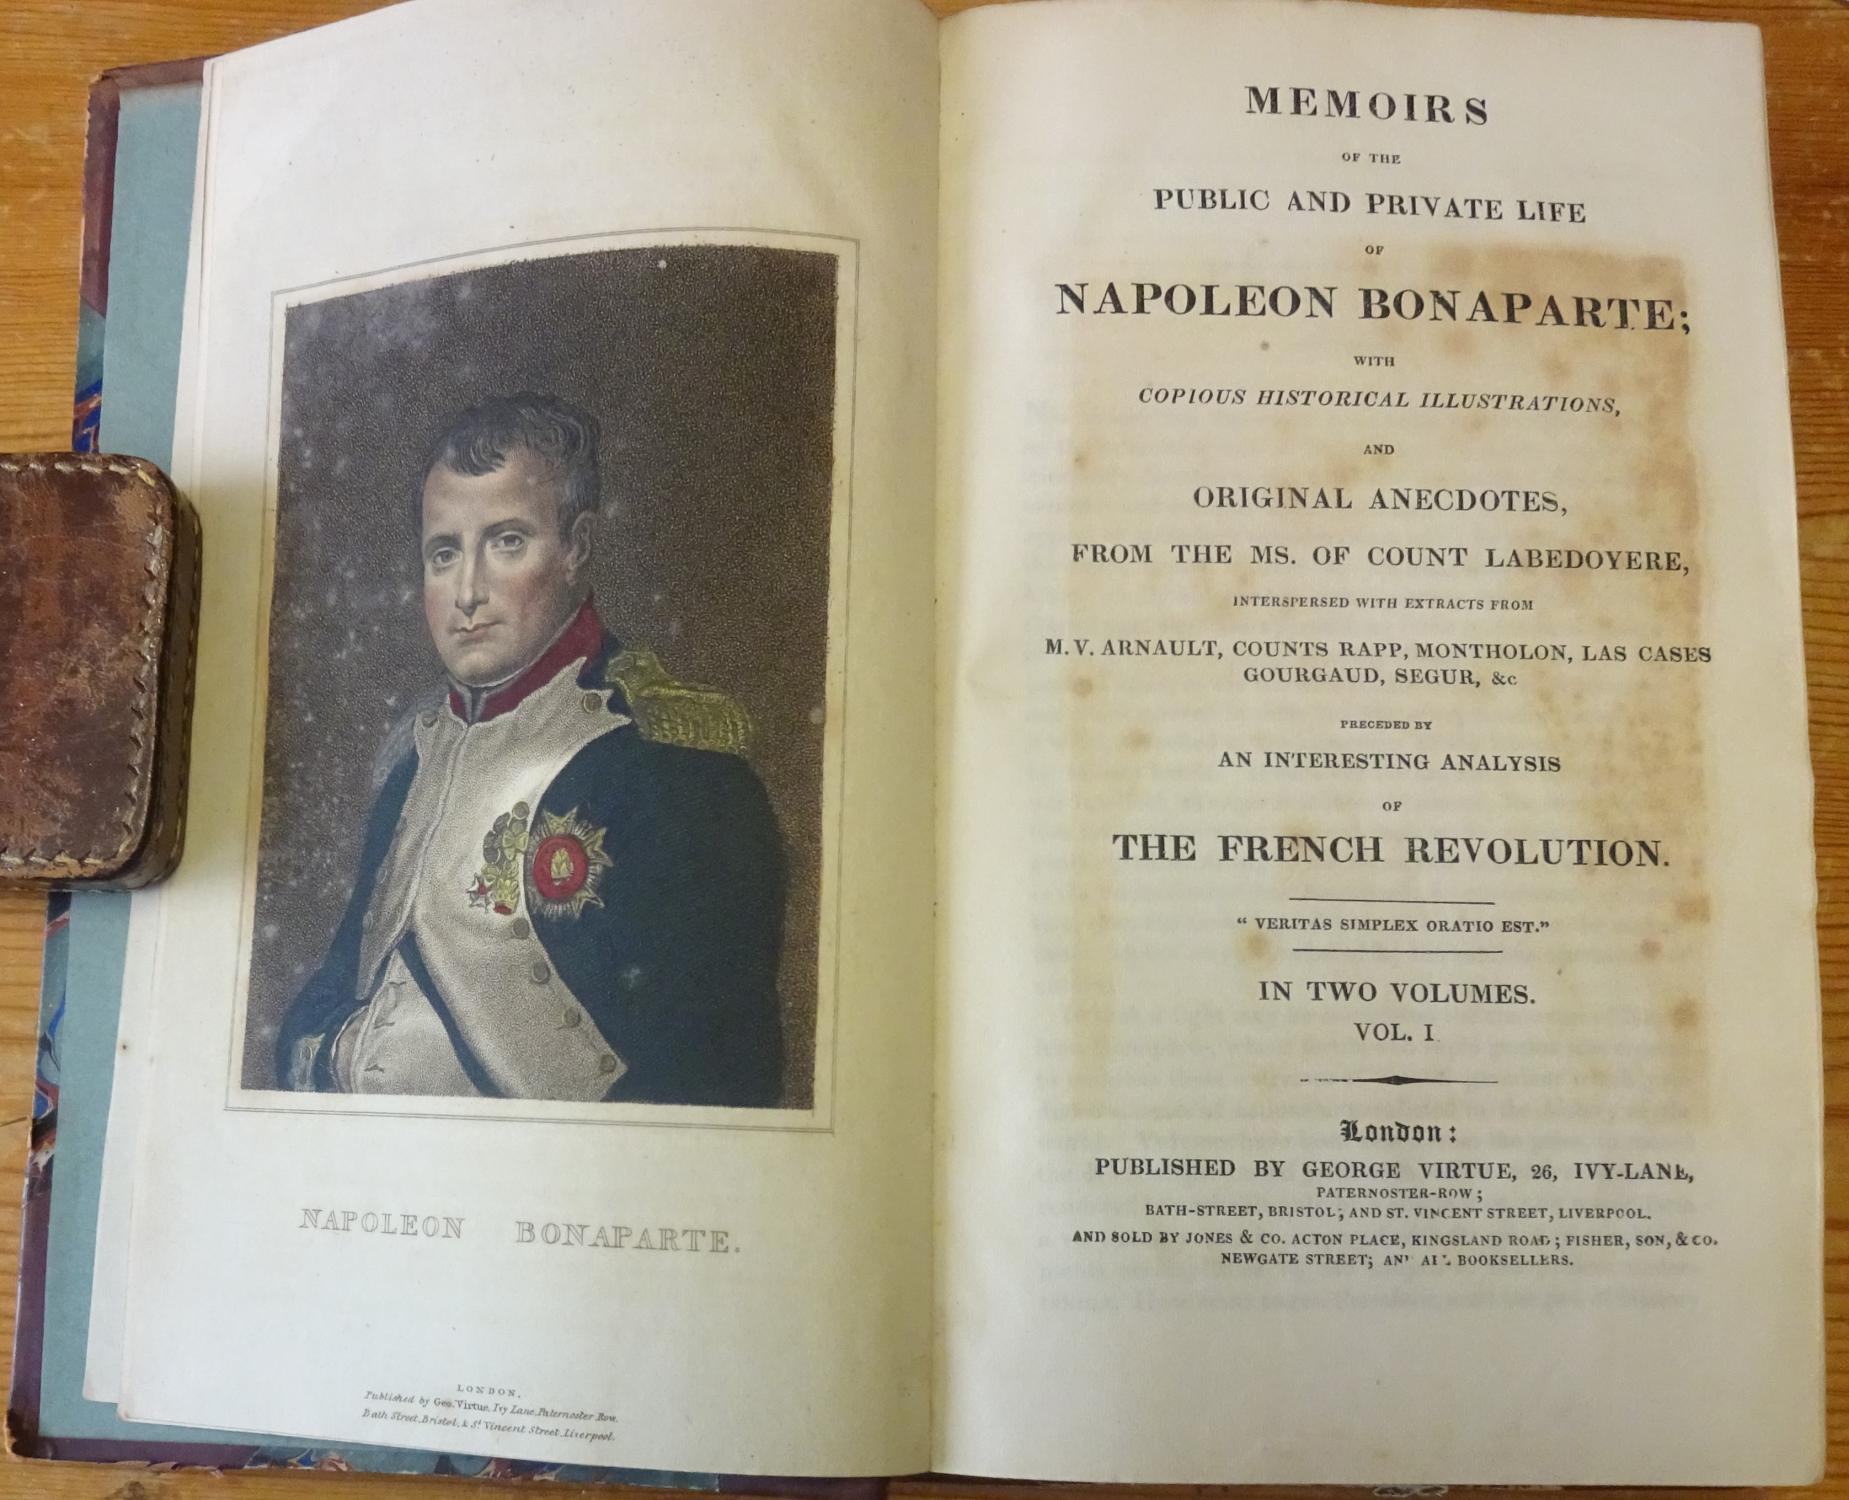 NAPOLEON BONAPARTE.
LONDON,
Published by Geo. Virtue, Ivy Lane, Paternoster Row.
Bath Street, Bristol, & St Vincent Street, Liverpool.
MEMOIRS
OF THE
PUBLIC AND PRIVATE LIFE
OF
NAPOLEON BONAPARTE;
WITH
COPIOUS HISTORICAL ILLUSTRATIONS,
AND
ORIGINAL ANECDOTES,
FROM THE MS. OF COUNT LABEDOYERE,
INTERSPERSED WITH EXTRACTS FROM
M. V. ARNAULT, COUNTS RAPP, MONTHOLON, LAS CASES
GOURGAUD, SEGUR, &c
PRECEDED BY
AN INTERESTING ANALYSIS
OF
THE FRENCH REVOLUTION.
“ VERITAS SIMPLEX ORATIO EST.”
IN TWO VOLUMES.
VOL. I
London:
PUBLISHED BY GEORGE VIRTUE, 26, IVY-LANE,
PATERNOSTER-ROW;
BATH-STREET, BRISTOL; AND ST. VINCENT STREET, LIVERPOOL.
AND SOLD BY JONES & CO. ACTON PLACE, KINGSLAND ROAD; FISHER, SON, & CO.
NEWGATE STREET; AND ALL BOOKSELLERS.